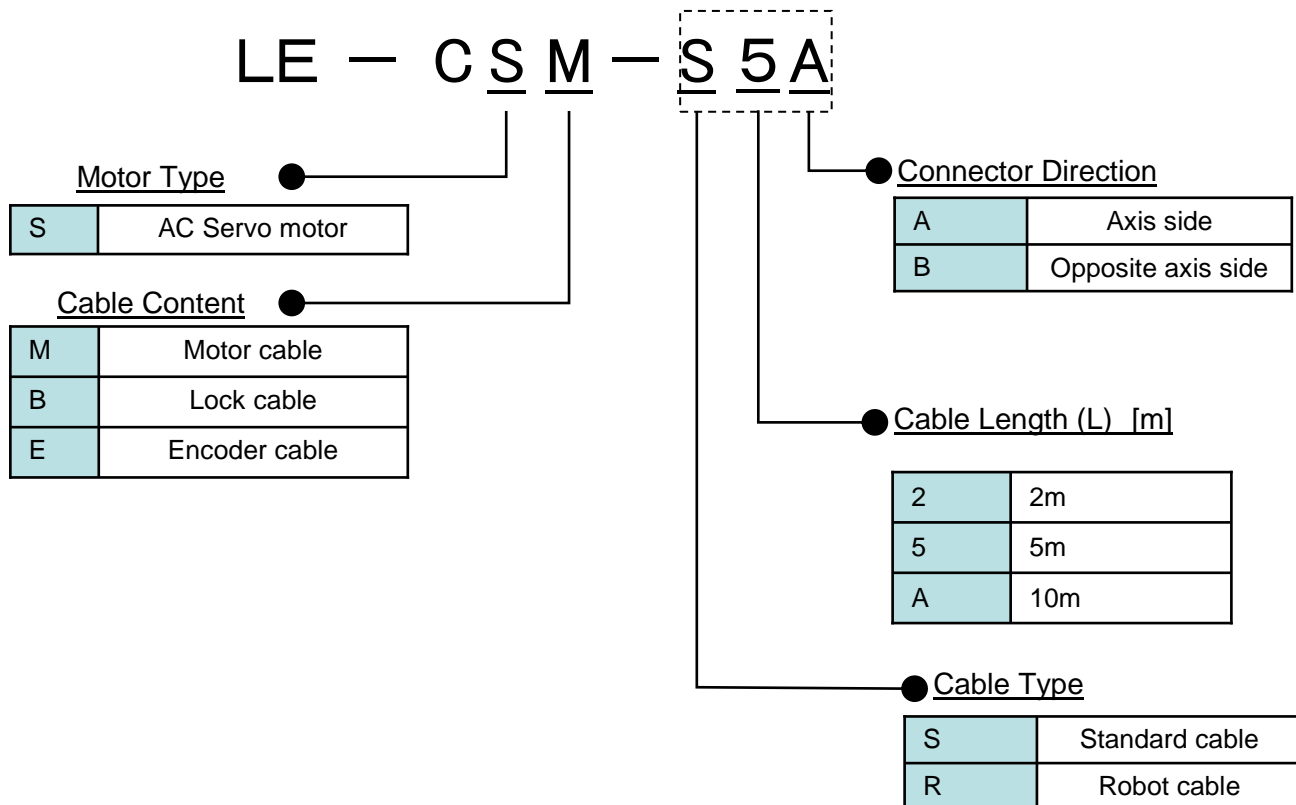 LE － CSM－S5A
Motor Type
S AC Servo motor
Cable Content
M Motor cable
B Lock cable
E Encoder cable
Connector Direction
A Axis side
B Opposite axis side
Cable Length (L) [m]
2 2m
5 5m
A 10m
Cable Type
S Standard cable
R Robot cable